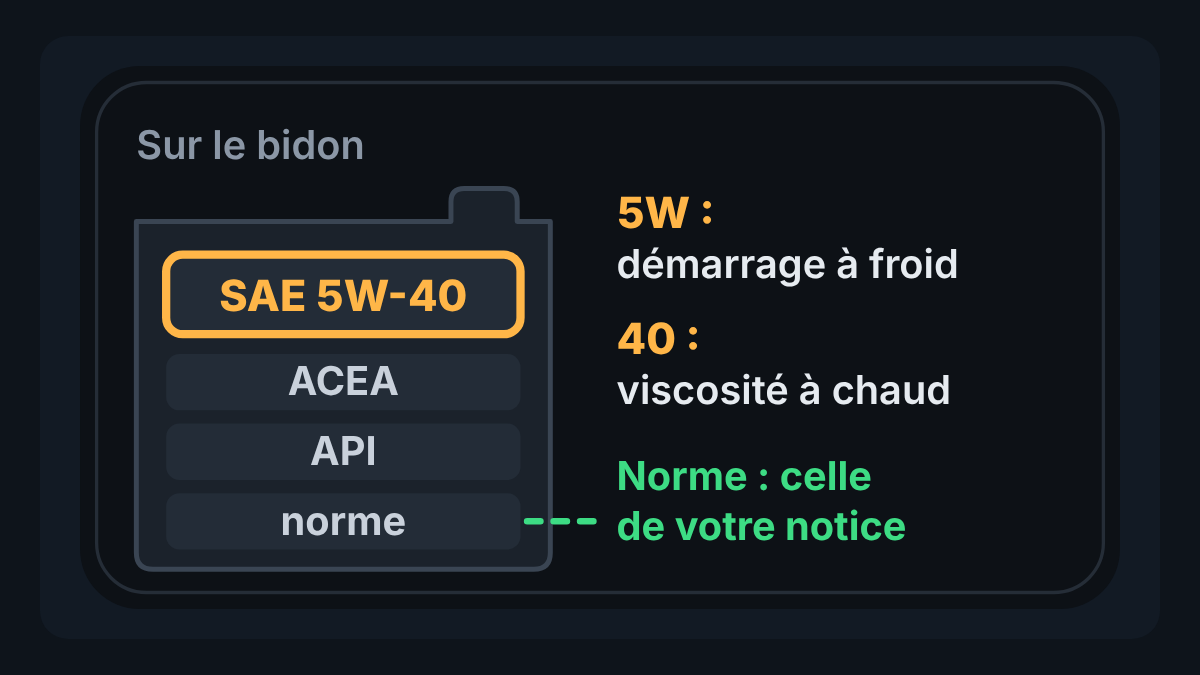 Sur le bidon
SAE 5W-40
ACEA
API
norme
5W :
démarrage à froid
40 :
viscosité à chaud
Norme : celle
de votre notice